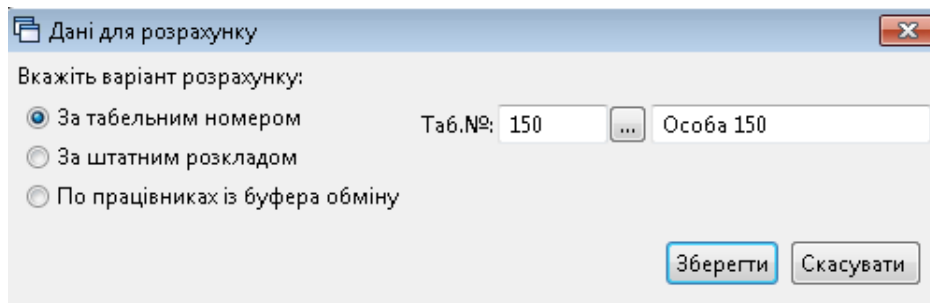 Дані для розрахунку
Вкажіть варіант розрахунку:
За табельним номером Таб.№: 150 ... Особа 150
За штатним розкладом
По працівниках із буфера обміну
Зберегти Скасувати